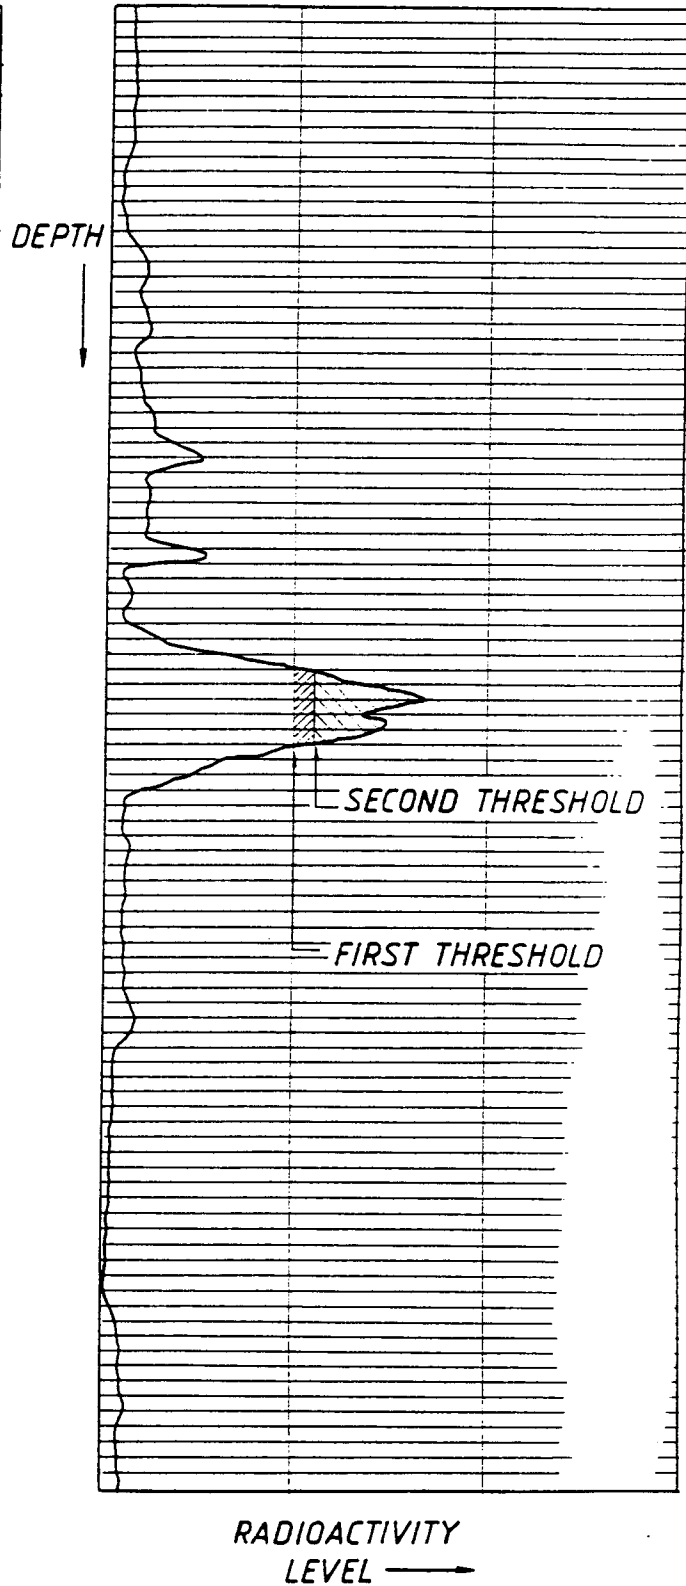 DEPTH
SECOND THRESHOLD
FIRST THRESHOLD
RADIOACTIVITY
LEVEL